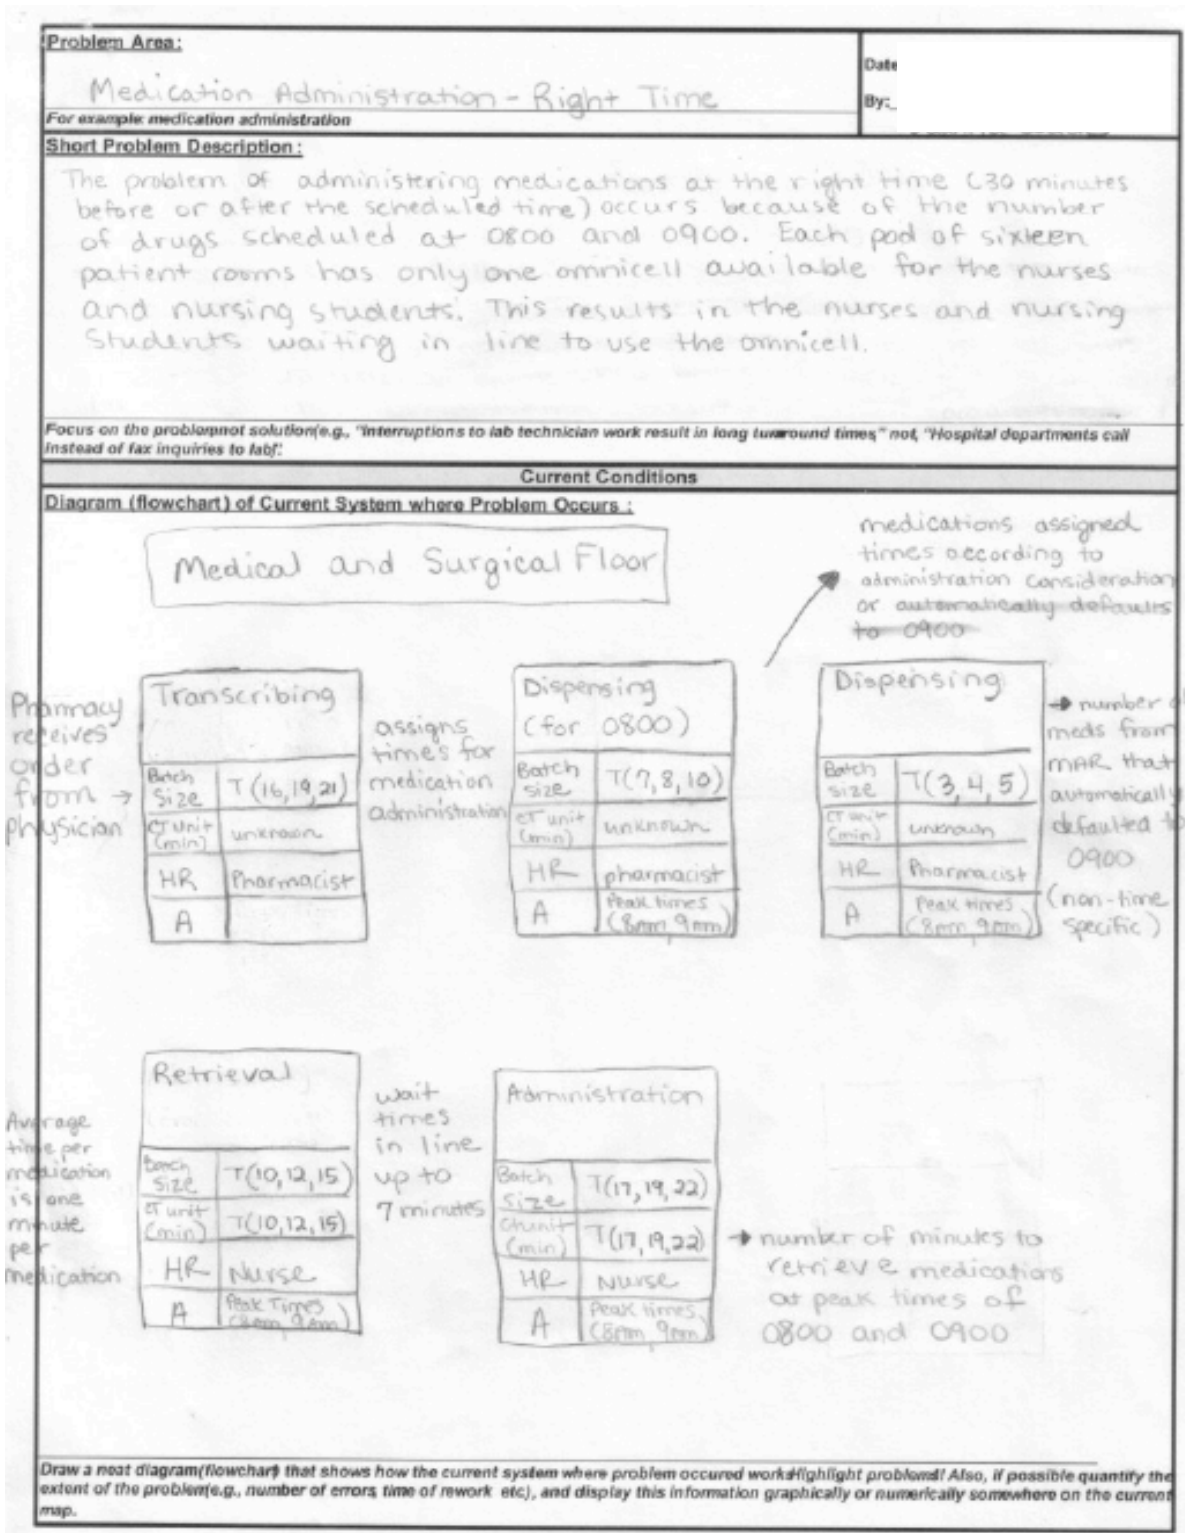 Problem Area:
Medication Administration - Right Time
For example: medication administration
Date
By:
Short Problem Description:
The problem of administering medications at the right time (30 minutes
before or after the scheduled time) occurs because of the number
of drugs scheduled at 0800 and 0900. Each pod of sixteen
patient rooms has only one omnicell available for the nurses
and nursing students. This results in the nurses and nursing
students waiting in line to use the omnicell.
Focus on the problem not solution (e.g., "Interruptions to lab technician work result in long turnaround times," not, "Hospital departments call
instead of fax inquiries to lab".
Current Conditions
Diagram (flowchart) of Current System where Problem Occurs :
Medical and Surgical Floor
medications assigned
times according to
administration consideration
or automatically defaults
to 0900
Pharmacy
receives
order
from →
physician
Transcribing
Batch Size T(16,19,21)
CT unit (min) unknown
HR Pharmacist
A
assigns
times for
medication
administration
Dispensing
(for 0800)
Batch size T(7,8,10)
CT unit (min) unknown
HR pharmacist
A Peak times (8am, 9am)
Dispensing
Batch size T(3,4,5)
CT unit (min) unknown
HR Pharmacist
A Peak times (8am, 9am)
→ number of
meds from
MAR that
automatically
defaulted to
0900
(non-time
specific)
Average
time per
medication
is one
minute
per
medication
Retrieval
Batch size T(10,12,15)
CT unit (min) T(10,12,15)
HR Nurse
A Peak Times (8am, 9am)
wait
times
in line
up to
7 minutes
Administration
Batch size T(17,19,22)
CT unit (min) T(17,19,22)
HR Nurse
A Peak times (8am, 9am)
→ number of minutes to
retrieve medications
at peak times of
0800 and 0900
Draw a neat diagram (flowchart) that shows how the current system where problem occured works. Highlight problems! Also, if possible quantify the
extent of the problem (e.g., number of errors, time of rework etc), and display this information graphically or numerically somewhere on the current
map.